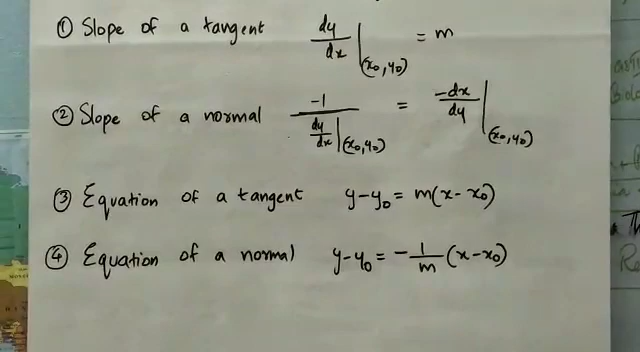 ① Slope of a tangent dy/dx |(x₀,y₀) = m
② Slope of a normal -1/(dy/dx |(x₀,y₀)) = -dx/dy |(x₀,y₀)
③ Equation of a tangent y-y₀ = m(x-x₀)
④ Equation of a normal y-y₀ = -1/m (x-x₀)